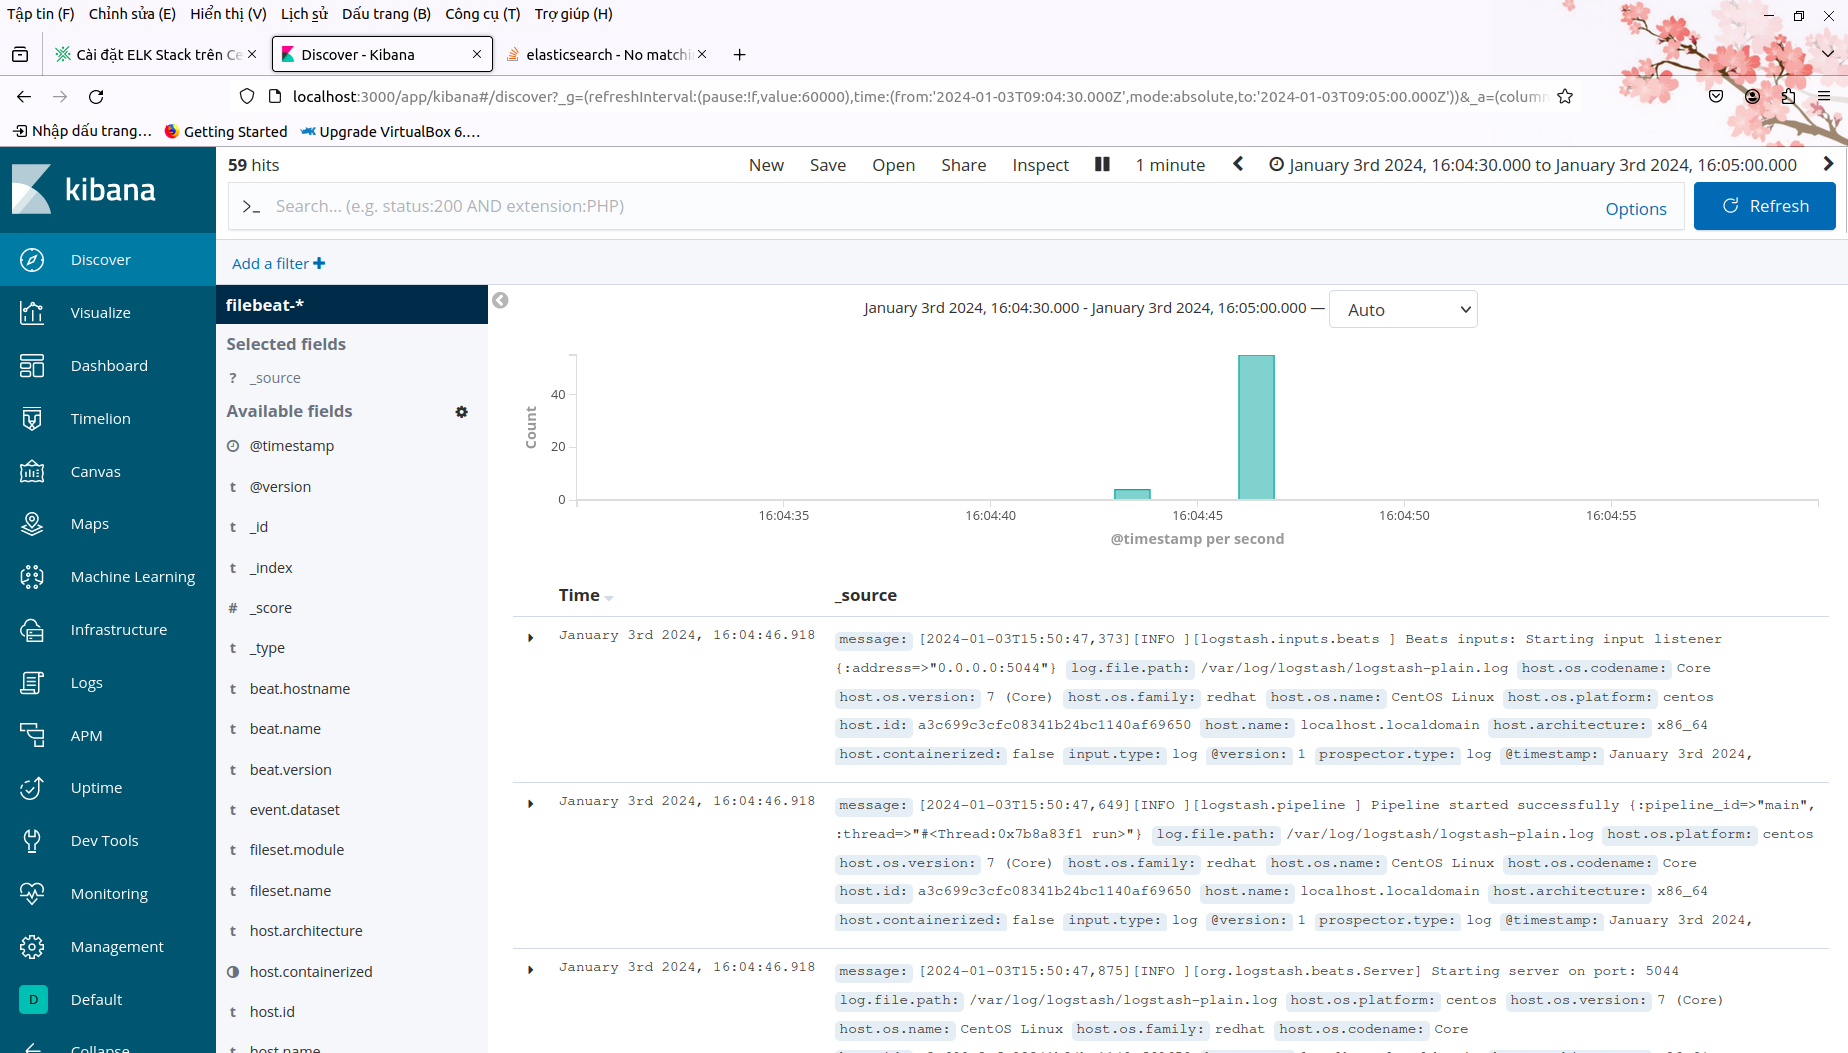 Tập tin (F) Chỉnh sửa (E) Hiển thị (V) Lịch sử Dấu trang (B) Công cụ (T) Trợ giúp (H)
Cài đặt ELK Stack trên Ce
Discover - Kibana
elasticsearch - No matchi
localhost:3000/app/kibana#/discover?_g=(refreshInterval:(pause:!f,value:60000),time:(from:'2024-01-03T09:04:30.000Z',mode:absolute,to:'2024-01-03T09:05:00.000Z'))&_a=(column
Nhập dấu trang... Getting Started Upgrade VirtualBox 6....
kibana
Discover
Visualize
Dashboard
Timelion
Canvas
Maps
Machine Learning
Infrastructure
Logs
APM
Uptime
Dev Tools
Monitoring
Management
D Default
Collapse
59 hits
New Save Open Share Inspect 1 minute January 3rd 2024, 16:04:30.000 to January 3rd 2024, 16:05:00.000
>_ Search... (e.g. status:200 AND extension:PHP) Options Refresh
Add a filter
filebeat-*
Selected fields
? _source
Available fields
@timestamp
t @version
t _id
t _index
# _score
t _type
t beat.hostname
t beat.name
t beat.version
t event.dataset
t fileset.module
t fileset.name
t host.architecture
host.containerized
t host.id
t host.name
January 3rd 2024, 16:04:30.000 - January 3rd 2024, 16:05:00.000 — Auto
Count
40
20
0
16:04:35 16:04:40 16:04:45 16:04:50 16:04:55
@timestamp per second
Time _source
January 3rd 2024, 16:04:46.918
message: [2024-01-03T15:50:47,373][INFO ][logstash.inputs.beats ] Beats inputs: Starting input listener
{:address=>"0.0.0.0:5044"} log.file.path: /var/log/logstash/logstash-plain.log host.os.codename: Core
host.os.version: 7 (Core) host.os.family: redhat host.os.name: CentOS Linux host.os.platform: centos
host.id: a3c699c3cfc08341b24bc1140af69650 host.name: localhost.localdomain host.architecture: x86_64
host.containerized: false input.type: log @version: 1 prospector.type: log @timestamp: January 3rd 2024,
January 3rd 2024, 16:04:46.918
message: [2024-01-03T15:50:47,649][INFO ][logstash.pipeline ] Pipeline started successfully {:pipeline_id=>"main",
:thread=>"#<Thread:0x7b8a83f1 run>"} log.file.path: /var/log/logstash/logstash-plain.log host.os.platform: centos
host.os.version: 7 (Core) host.os.family: redhat host.os.name: CentOS Linux host.os.codename: Core
host.id: a3c699c3cfc08341b24bc1140af69650 host.name: localhost.localdomain host.architecture: x86_64
host.containerized: false input.type: log @version: 1 prospector.type: log @timestamp: January 3rd 2024,
January 3rd 2024, 16:04:46.918
message: [2024-01-03T15:50:47,875][INFO ][org.logstash.beats.Server] Starting server on port: 5044
log.file.path: /var/log/logstash/logstash-plain.log host.os.platform: centos host.os.version: 7 (Core)
host.os.name: CentOS Linux host.os.family: redhat host.os.codename: Core